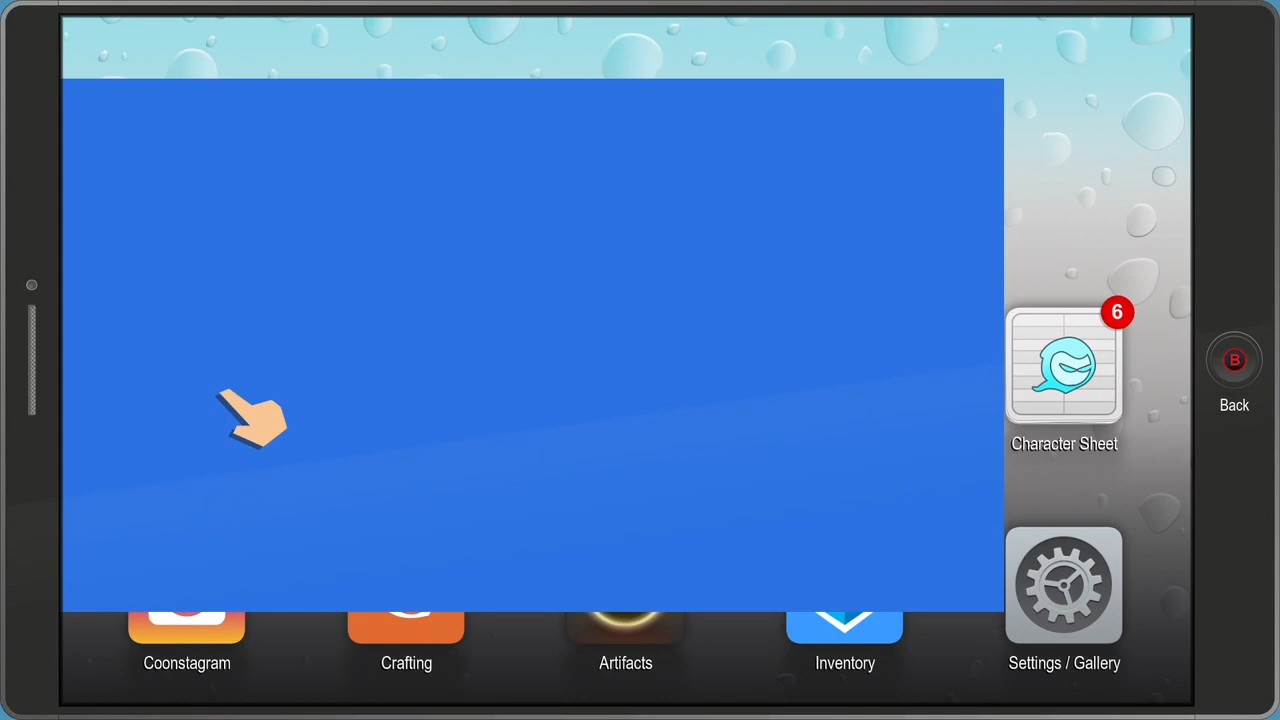 6
B
Back
Character Sheet
Coonstagram
Crafting
Artifacts
Inventory
Settings / Gallery